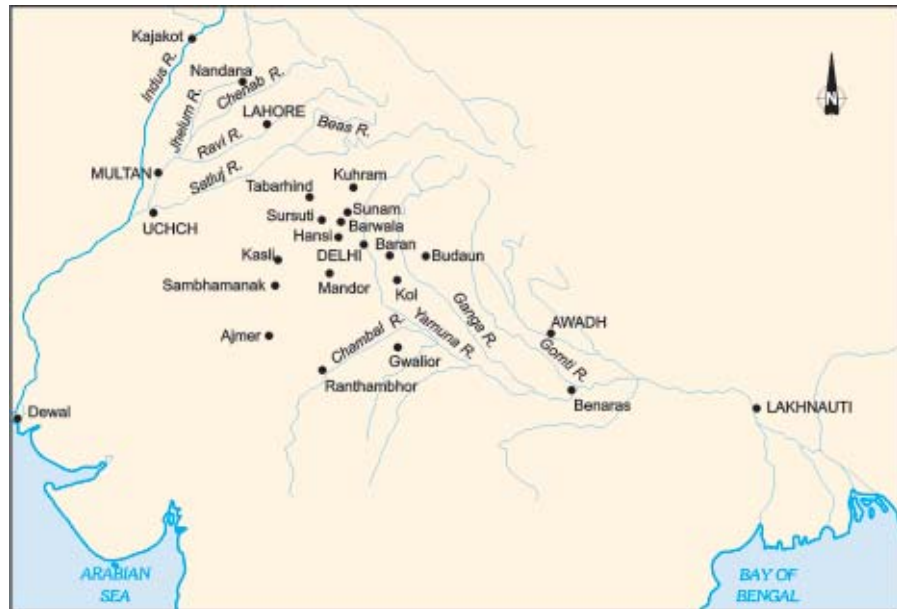 Kajakot
Indus R.
Nandana
Chenab R.
Jhelum R.
LAHORE
Ravi R.
Beas R.
MULTAN
Satluj R.
Kuhram
Tabarhind
UCHCH
Sunam
Sursuti
Barwala
Hansi
Baran
Kasli
DELHI
Budaun
Sambhamanak
Mandor
Kol
Ganga R.
Yamuna R.
AWADH
Ajmer
Chambal R.
Gomti R.
Gwalior
Ranthambhor
Benaras
Dewal
LAKHNAUTI
ARABIAN
SEA
BAY OF
BENGAL
N